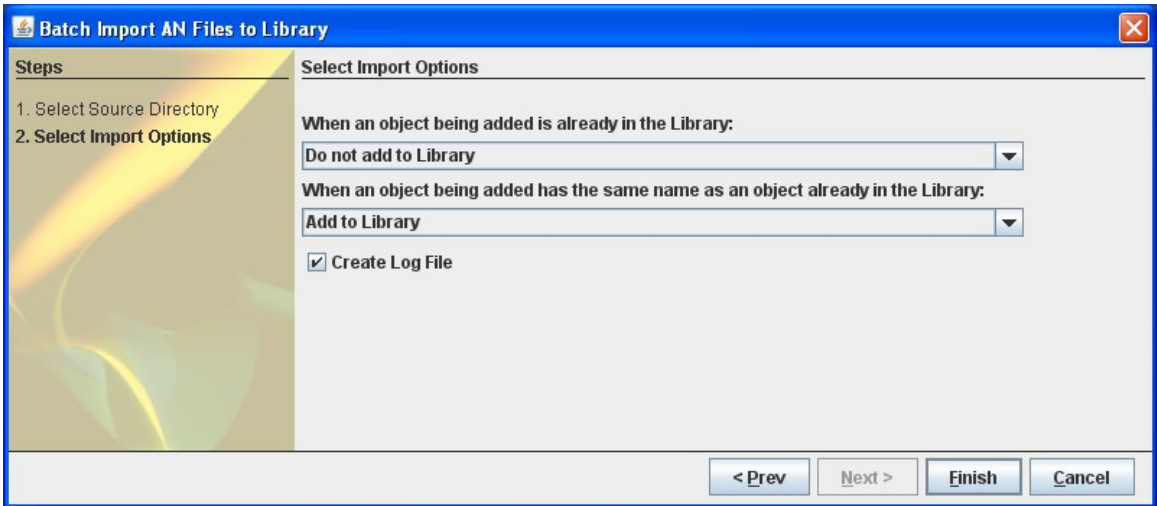 Batch Import AN Files to Library
Steps
1. Select Source Directory
2. Select Import Options
Select Import Options
When an object being added is already in the Library:
Do not add to Library
When an object being added has the same name as an object already in the Library:
Add to Library
Create Log File
< Prev
Next >
Finish
Cancel